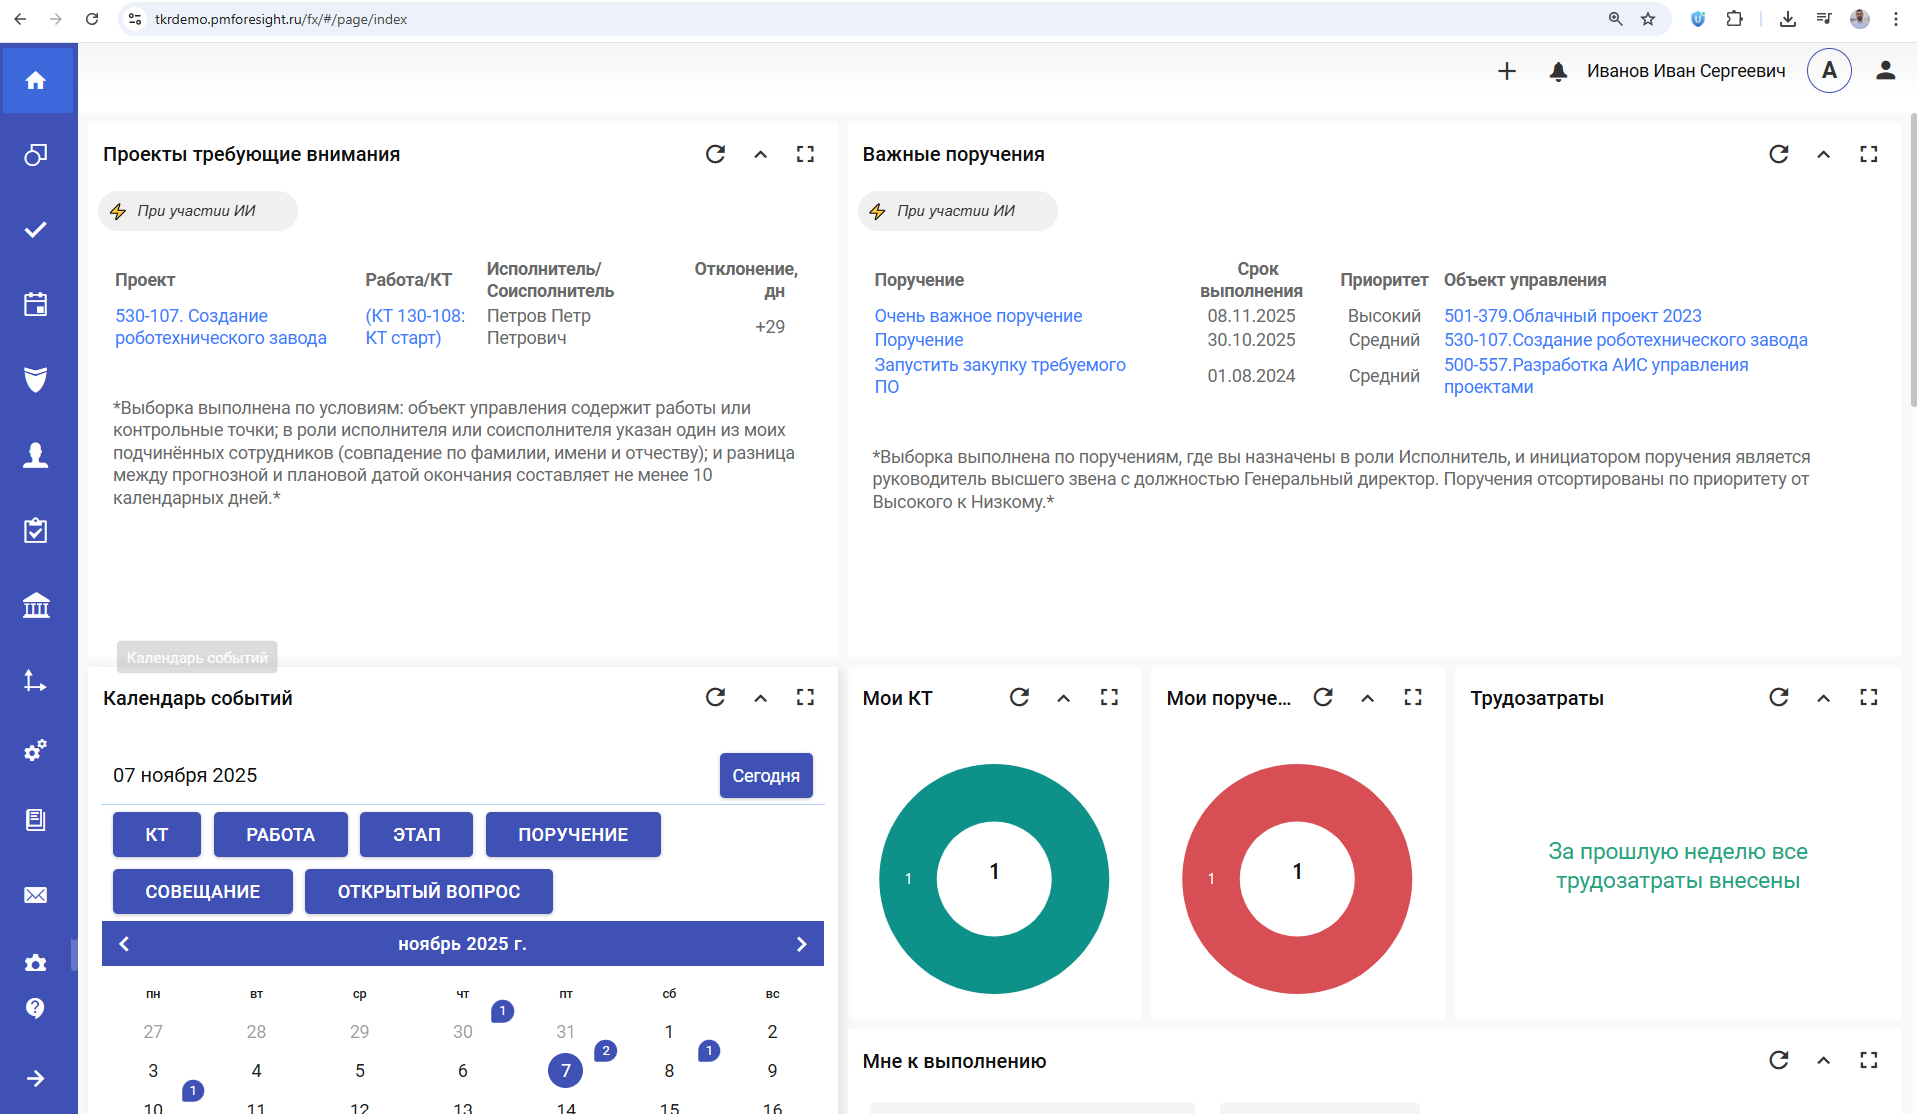 tkrdemo.pmforesight.ru/fx/#/page/index
Иванов Иван Сергеевич
A
Проекты требующие внимания
При участии ИИ
Проект
Работа/КТ
Исполнитель/
Соисполнитель
Отклонение,
дн
530-107. Создание
роботехнического завода
(КТ 130-108:
КТ старт)
Петров Петр
Петрович
+29
*Выборка выполнена по условиям: объект управления содержит работы или
контрольные точки; в роли исполнителя или соисполнителя указан один из моих
подчинённых сотрудников (совпадение по фамилии, имени и отчеству); и разница
между прогнозной и плановой датой окончания составляет не менее 10
календарных дней.*
Важные поручения
При участии ИИ
Поручение
Срок
выполнения
Приоритет
Объект управления
Очень важное поручение
08.11.2025
Высокий
501-379.Облачный проект 2023
Поручение
30.10.2025
Средний
530-107.Создание роботехнического завода
Запустить закупку требуемого
ПО
01.08.2024
Средний
500-557.Разработка АИС управления
проектами
*Выборка выполнена по поручениям, где вы назначены в роли Исполнитель, и инициатором поручения является
руководитель высшего звена с должностью Генеральный директор. Поручения отсортированы по приоритету от
Высокого к Низкому.*
Календарь событий
Календарь событий
07 ноября 2025
Сегодня
КТ
РАБОТА
ЭТАП
ПОРУЧЕНИЕ
СОВЕЩАНИЕ
ОТКРЫТЫЙ ВОПРОС
ноябрь 2025 г.
пн вт ср чт пт сб вс
1
27 28 29 30 31 1 2
2 1
3 4 5 6 7 8 9
1
10 11 12 13 14 15 16
Мои КТ
1
1
Мои поруче...
1
1
Трудозатраты
За прошлую неделю все
трудозатраты внесены
Мне к выполнению